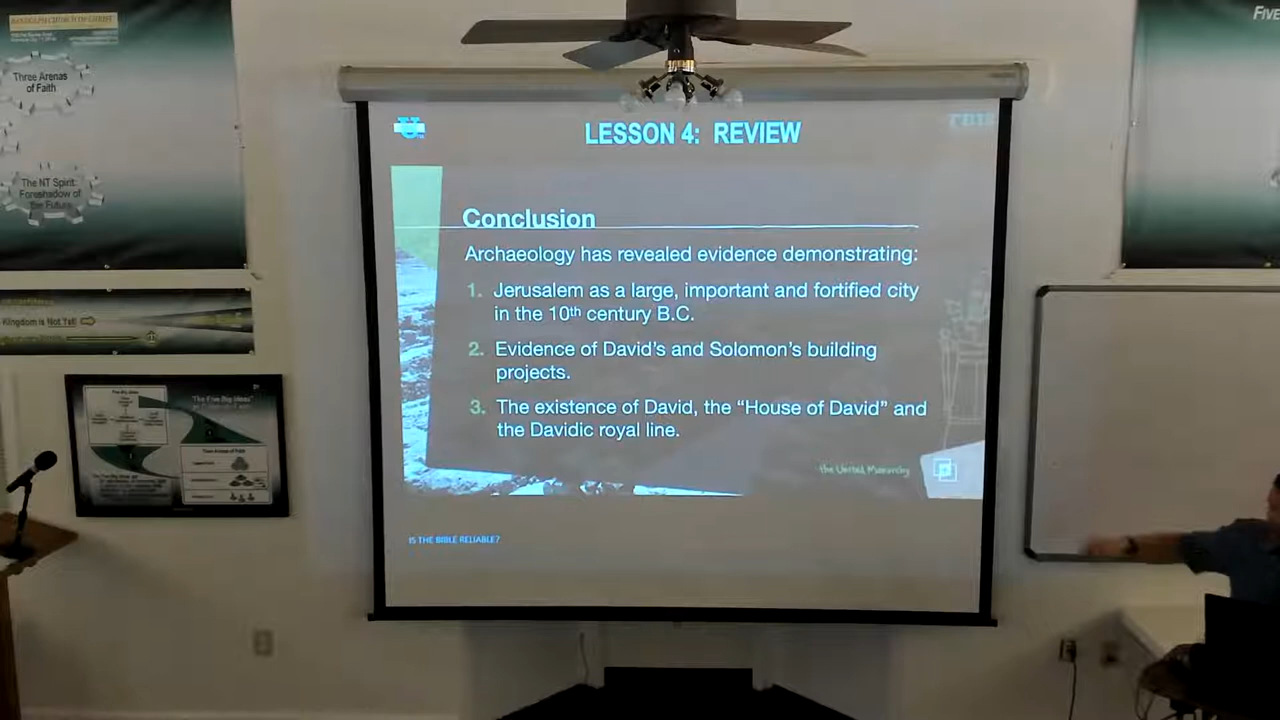 Three Arenas
of Faith
The NT Spirit:
Foreshadow of
the Future
Kingdom is Not Yet!
LESSON 4: REVIEW
Conclusion
Archaeology has revealed evidence demonstrating:
1. Jerusalem as a large, important and fortified city
in the 10th century B.C.
2. Evidence of David's and Solomon's building
projects.
3. The existence of David, the "House of David" and
the Davidic royal line.
the United Monarchy
IS THE BIBLE RELIABLE?
FIVE